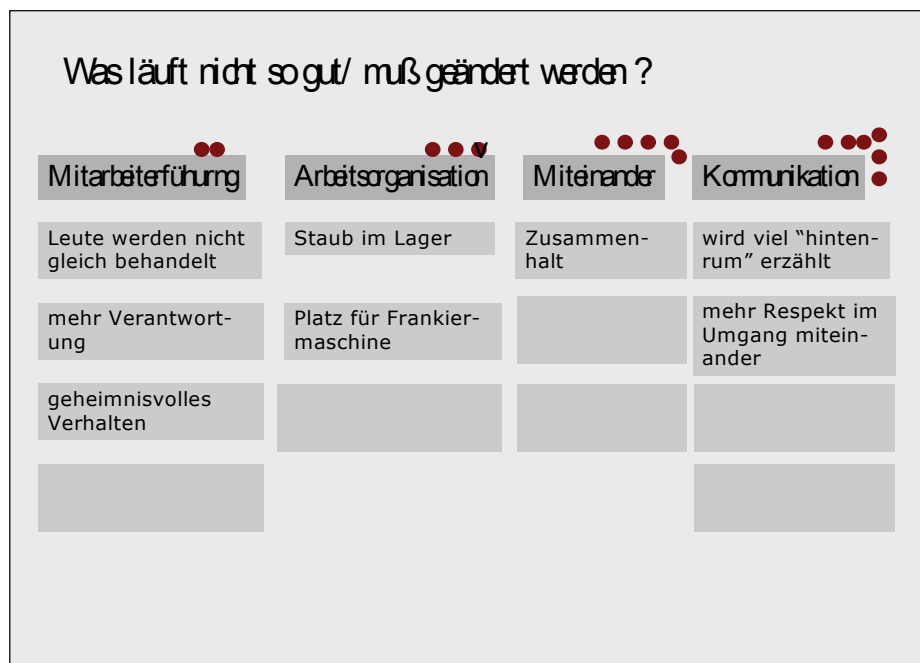 Was läuft nicht so gut/ muß geändert werden ?
Mitarbeiterführung
Leute werden nicht
gleich behandelt
mehr Verantwort-
ung
geheimnisvolles
Verhalten
v
Arbeitsorganisation
Staub im Lager
Platz für Frankier-
maschine
Miteinander
Zusammen-
halt
Kommunikation
wird viel “hinten-
rum” erzählt
mehr Respekt im
Umgang mitein-
ander